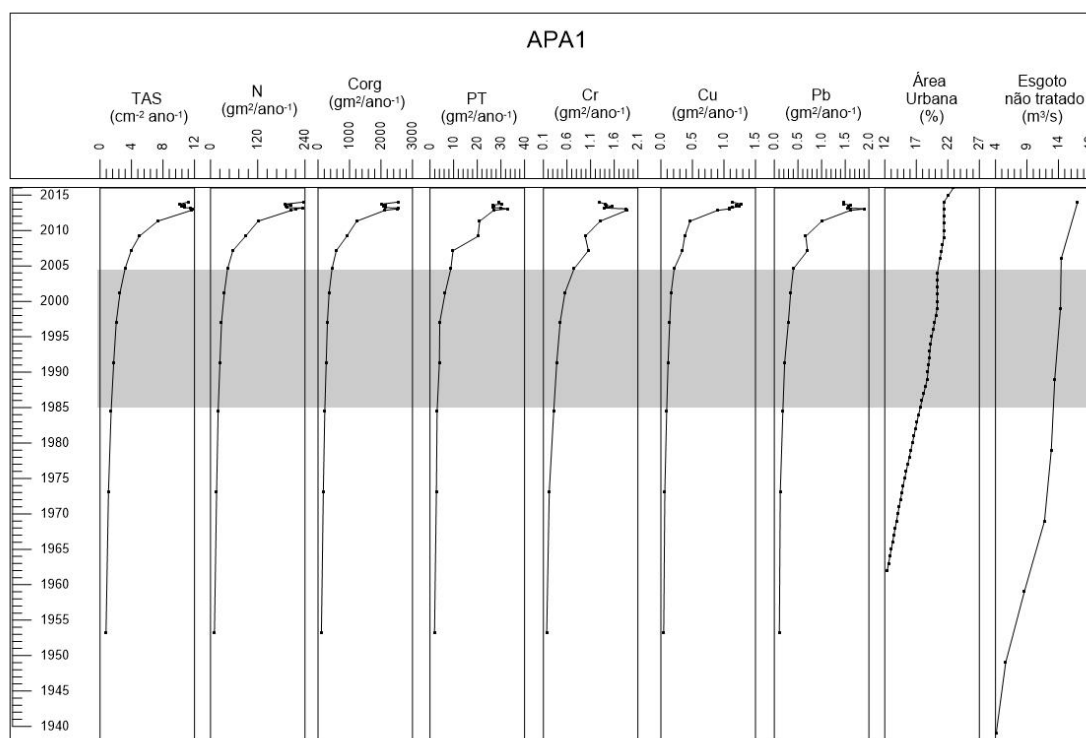 APA1
TAS
(cm-² ano-¹)
N
(gm²/ano-¹)
Corg
(gm²/ano-¹)
PT
(gm²/ano-¹)
Cr
(gm²/ano-¹)
Cu
(gm²/ano-¹)
Pb
(gm²/ano-¹)
Área
Urbana
(%)
Esgoto
não tratado
(m³/s)
0 4 8 12
0 120 240
0 1000 2000 3000
0 10 20 30 40
0.1 0.6 1.1 1.6 2.1
0.0 0.5 1.0 1.5
0.0 0.5 1.0 1.5 2.0
12 17 22 27
4 9 14
2015
2010
2005
2000
1995
1990
1985
1980
1975
1970
1965
1960
1955
1950
1945
1940